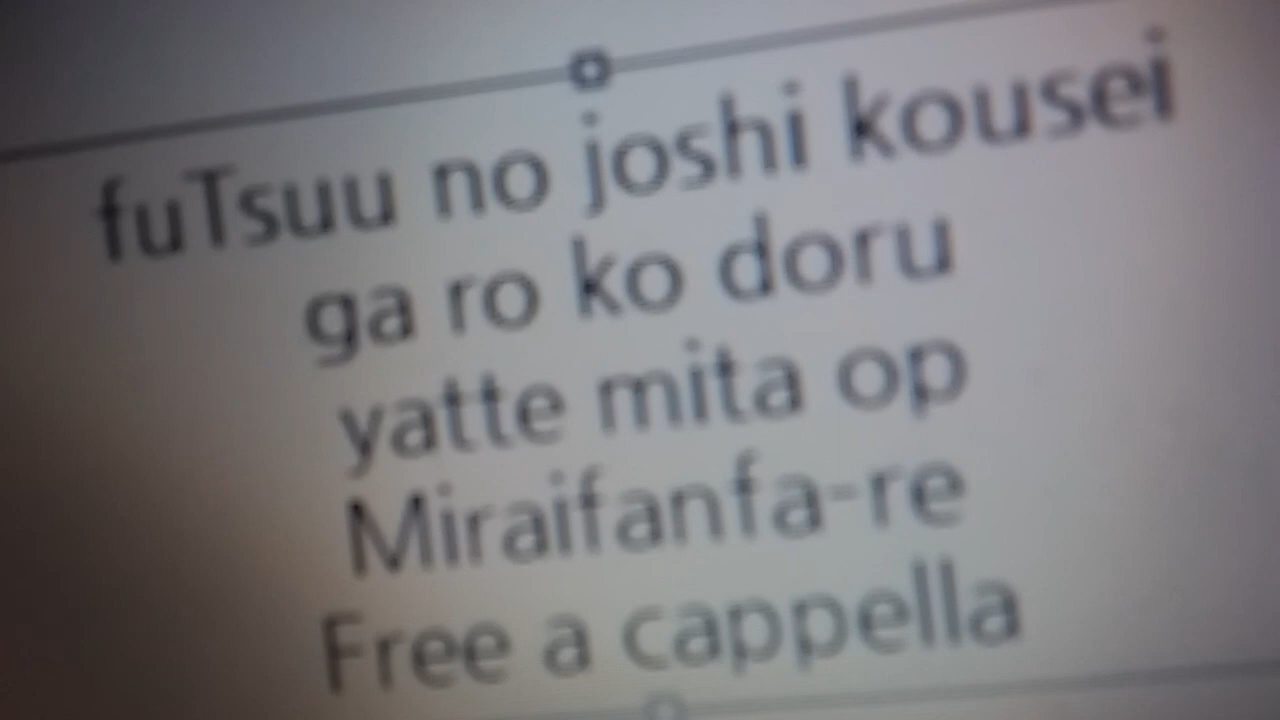 fuTsuu no joshi kousei
ga ro ko doru
yatte mita op
Miraifanfa-re
Free a cappella